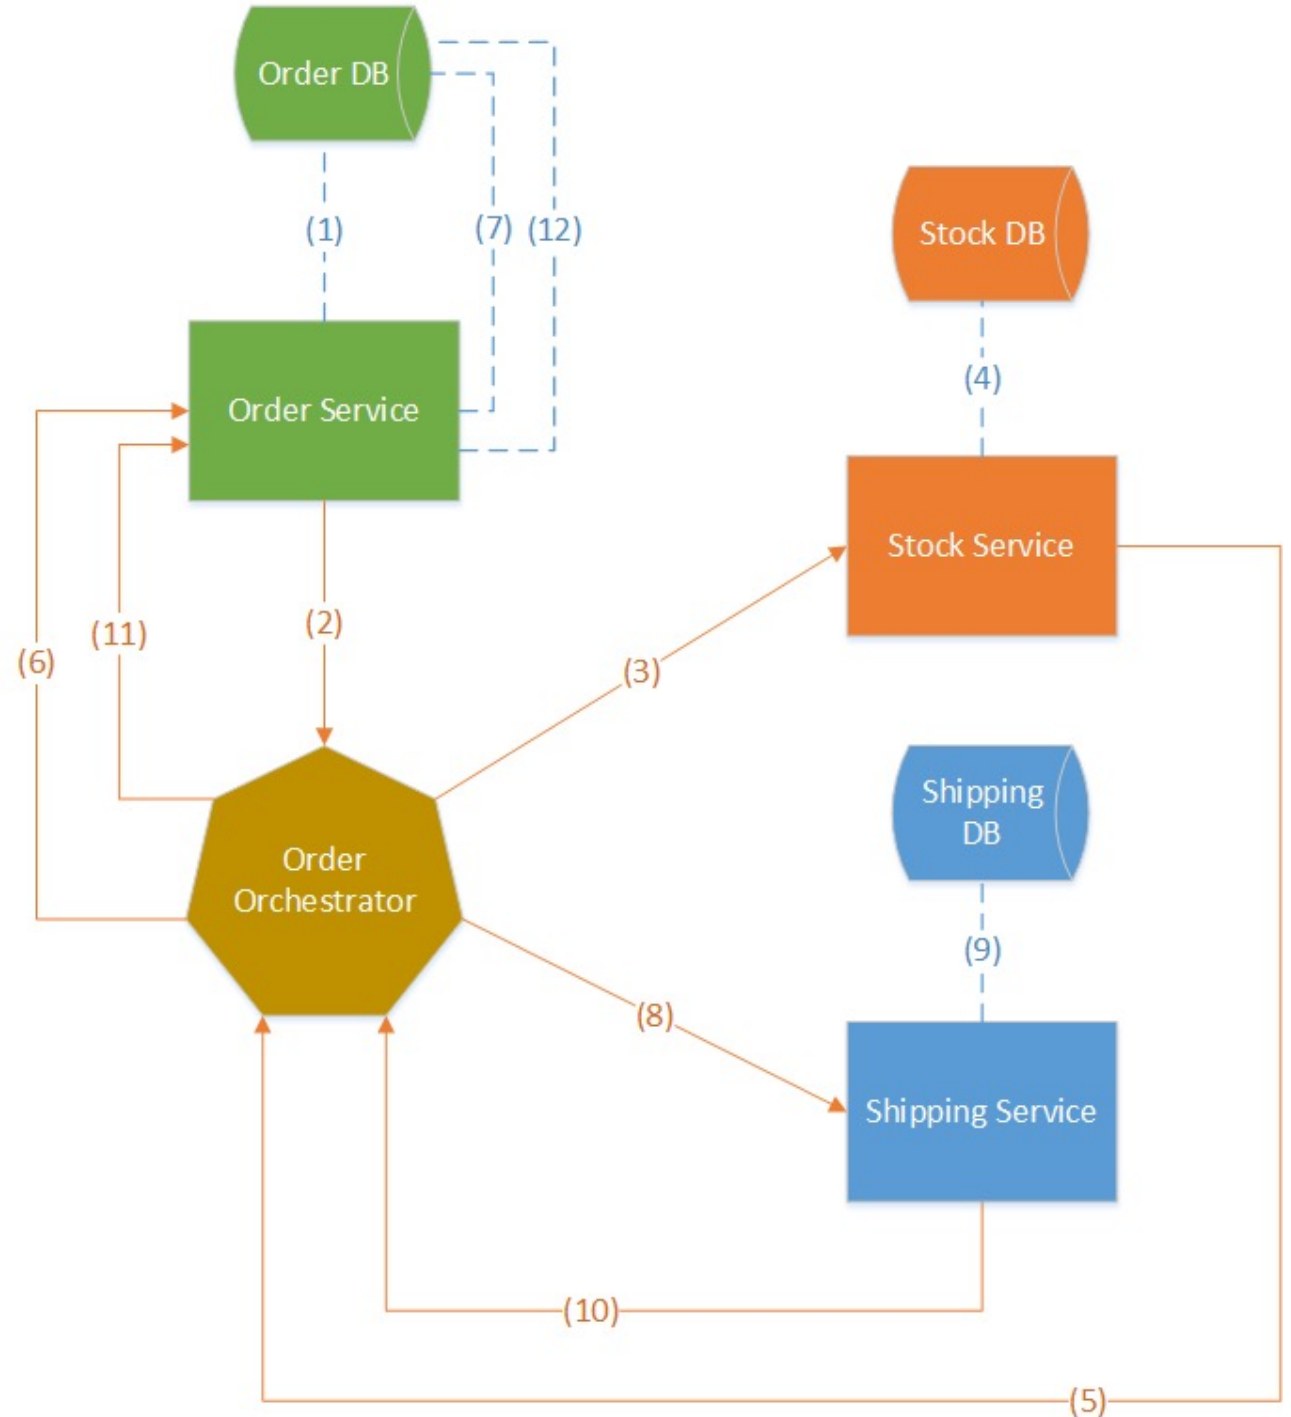 Order DB
(1)
(7)
(12)
Stock DB
(4)
Order Service
Stock Service
(6)
(11)
(2)
(3)
Shipping
DB
Order
Orchestrator
(9)
(8)
Shipping Service
(10)
(5)